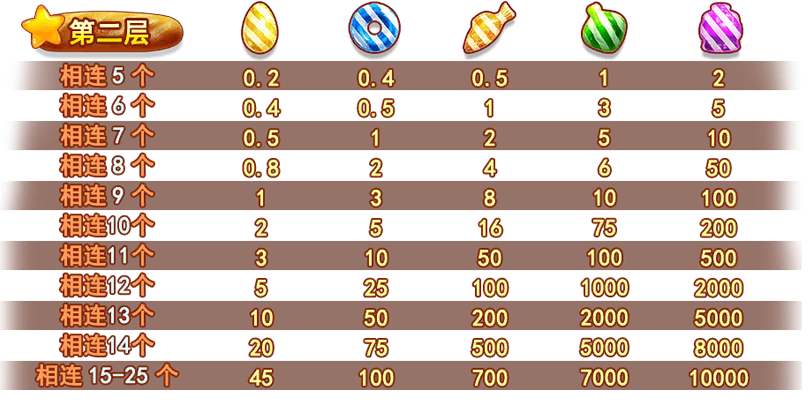 第二层
相连 5 个 0.2 0.4 0.5 1 2
相连 6 个 0.4 0.5 1 3 5
相连 7 个 0.5 1 2 5 10
相连 8 个 0.8 2 4 6 50
相连 9 个 1 3 8 10 100
相连10个 2 5 16 75 200
相连11个 3 10 50 100 500
相连12个 5 25 100 1000 2000
相连13个 10 50 200 2000 5000
相连14个 20 75 500 5000 8000
相连 15-25 个 45 100 700 7000 10000